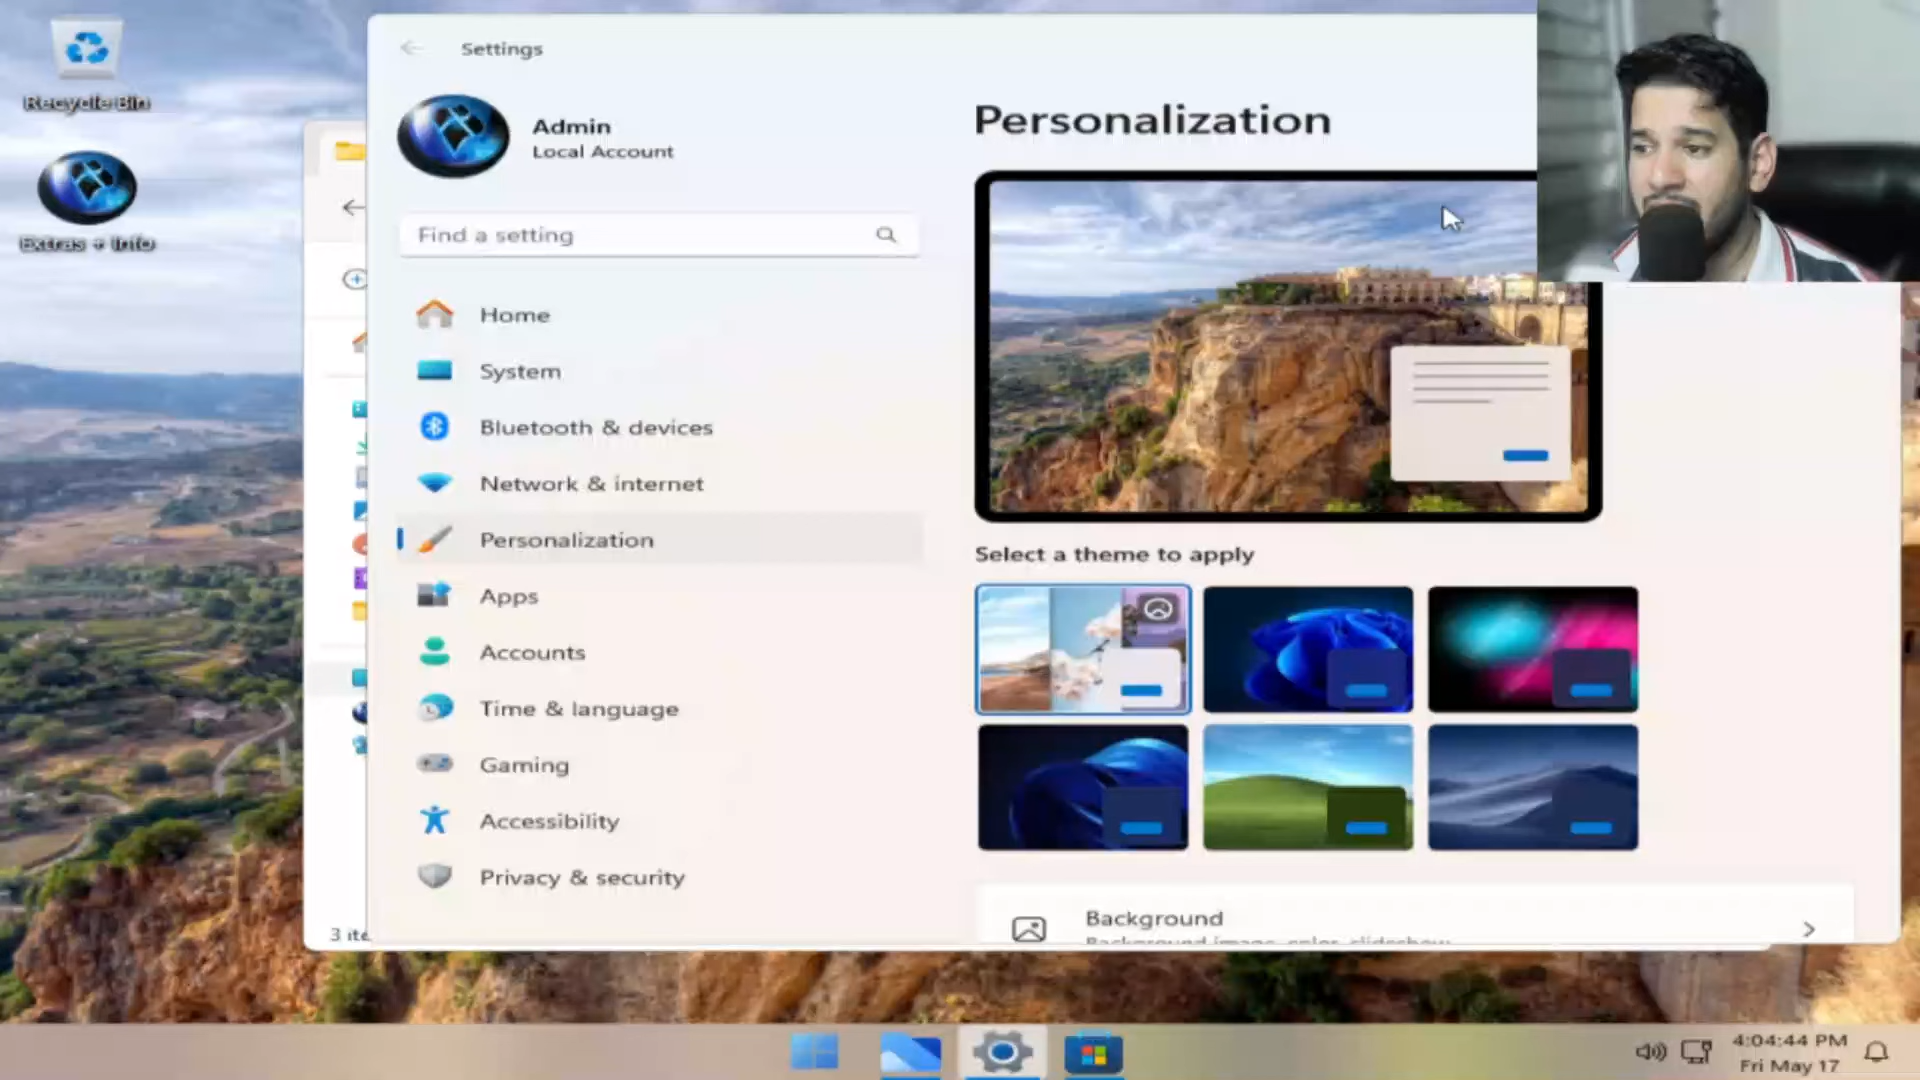 Recycle Bin
Extras + Info
Settings
Admin
Local Account
Find a setting
Home
System
Bluetooth & devices
Network & internet
Personalization
Apps
Accounts
Time & language
Gaming
Accessibility
Privacy & security
3 ite
Personalization
Select a theme to apply
Background
Background image, color, slideshow
4:04:44 PM
Fri May 17